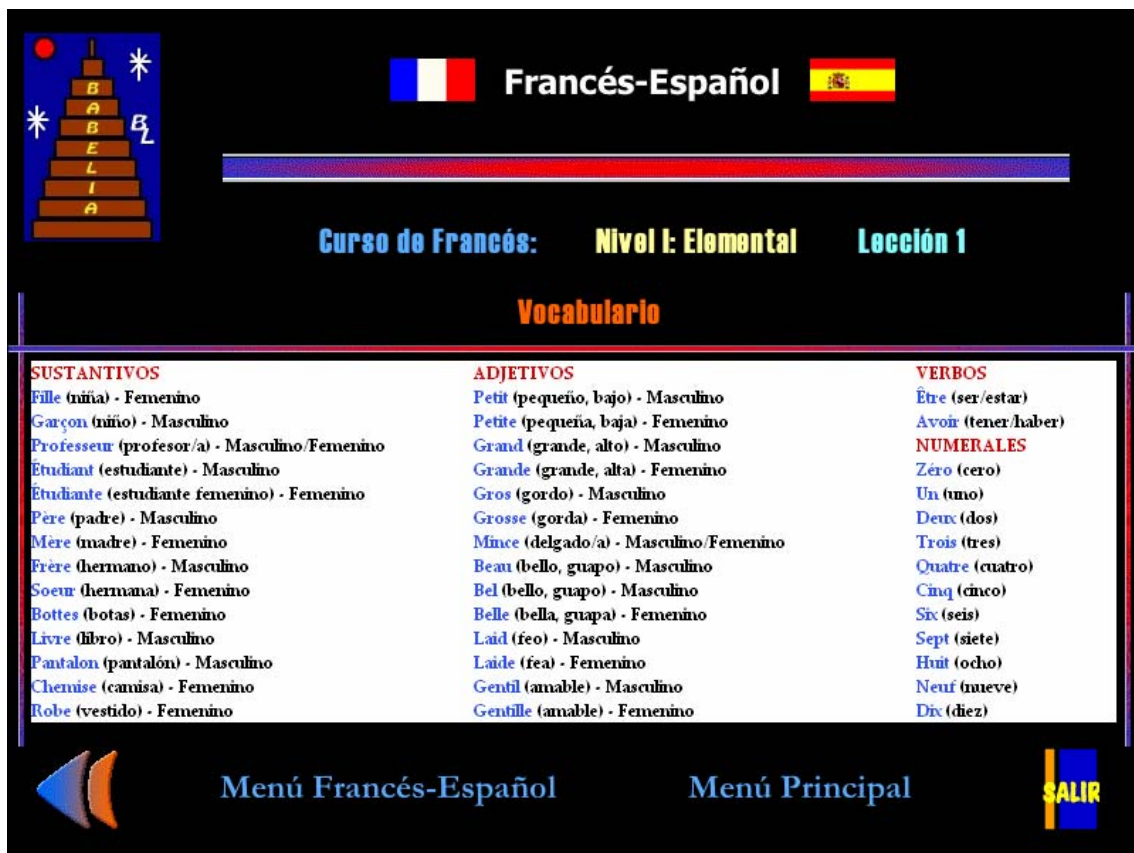 BABELIA
BL
Francés-Español
Curso de Francés: Nivel I: Elemental Lección 1
Vocabulario
SUSTANTIVOS
Fille (niña) - Femenino
Garçon (niño) - Masculino
Professeur (profesor/a) - Masculino/Femenino
Étudiant (estudiante) - Masculino
Étudiante (estudiante femenino) - Femenino
Père (padre) - Masculino
Mère (madre) - Femenino
Frère (hermano) - Masculino
Soeur (hermana) - Femenino
Bottes (botas) - Femenino
Livre (libro) - Masculino
Pantalon (pantalón) - Masculino
Chemise (camisa) - Femenino
Robe (vestido) - Femenino
ADJETIVOS
Petit (pequeño, bajo) - Masculino
Petite (pequeña, baja) - Femenino
Grand (grande, alto) - Masculino
Grande (grande, alta) - Femenino
Gros (gordo) - Masculino
Grosse (gorda) - Femenino
Mince (delgado/a) - Masculino/Femenino
Beau (bello, guapo) - Masculino
Bel (bello, guapo) - Masculino
Belle (bella, guapa) - Femenino
Laid (feo) - Masculino
Laide (fea) - Femenino
Gentil (amable) - Masculino
Gentille (amable) - Femenino
VERBOS
Être (ser/estar)
Avoir (tener/haber)
NUMERALES
Zéro (cero)
Un (uno)
Deux (dos)
Trois (tres)
Quatre (cuatro)
Cinq (cinco)
Six (seis)
Sept (siete)
Huit (ocho)
Neuf (nueve)
Dix (diez)
Menú Francés-Español
Menú Principal
SALIR